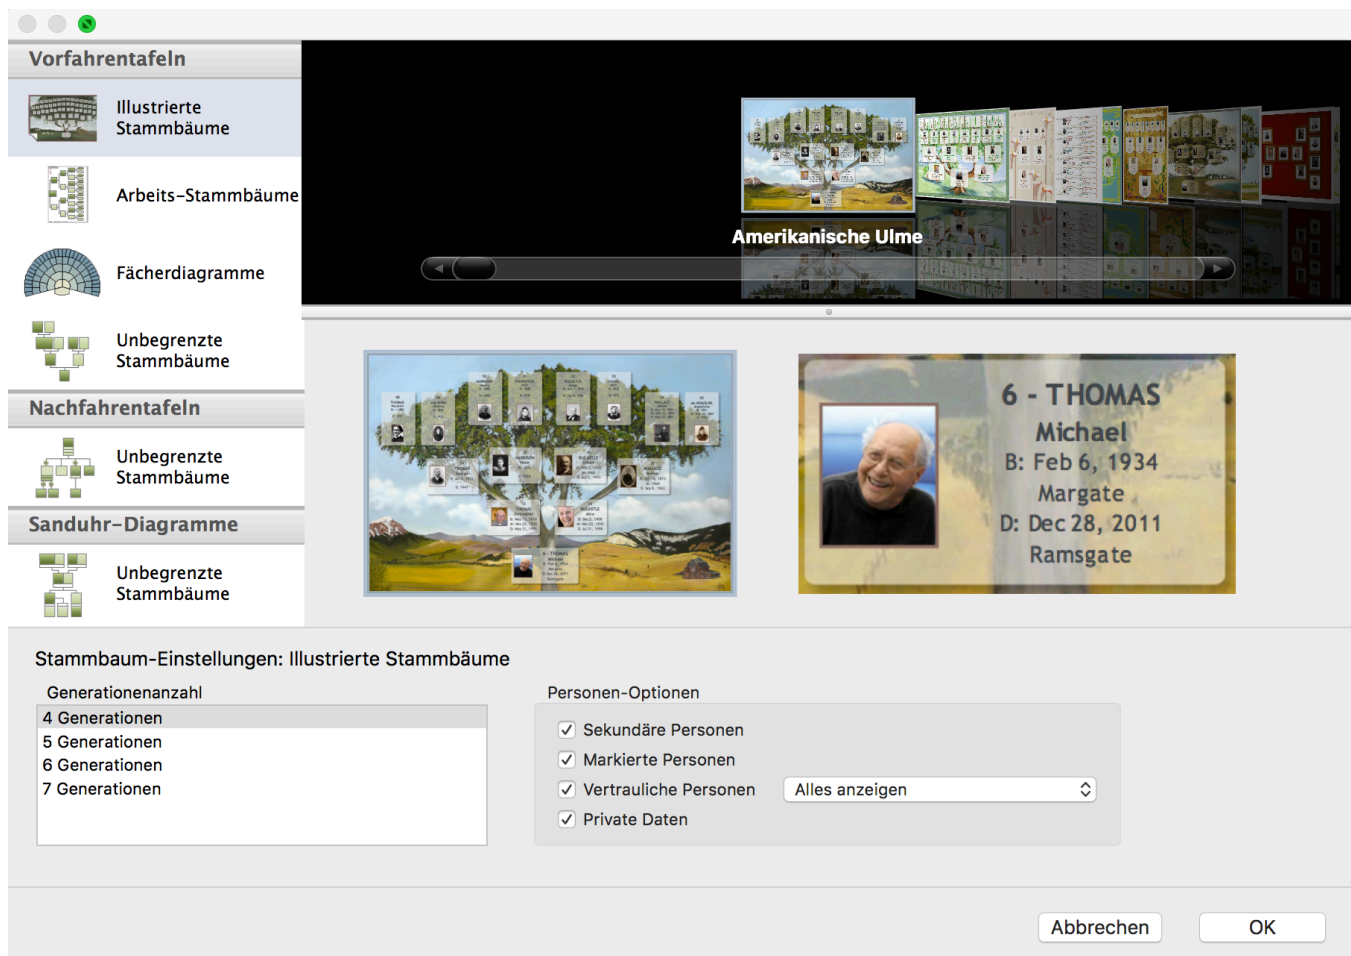 Vorfahrentafeln
Illustrierte
Stammbäume
Arbeits-Stammbäume
Fächerdiagramme
Unbegrenzte
Stammbäume
Nachfahrentafeln
Unbegrenzte
Stammbäume
Sanduhr-Diagramme
Unbegrenzte
Stammbäume
Amerikanische Ulme
6 - THOMAS
Michael
B: Feb 6, 1934
Margate
D: Dec 28, 2011
Ramsgate
Stammbaum-Einstellungen: Illustrierte Stammbäume
Generationenanzahl
4 Generationen
5 Generationen
6 Generationen
7 Generationen
Personen-Optionen
Sekundäre Personen
Markierte Personen
Vertrauliche Personen
Alles anzeigen
Private Daten
Abbrechen
OK